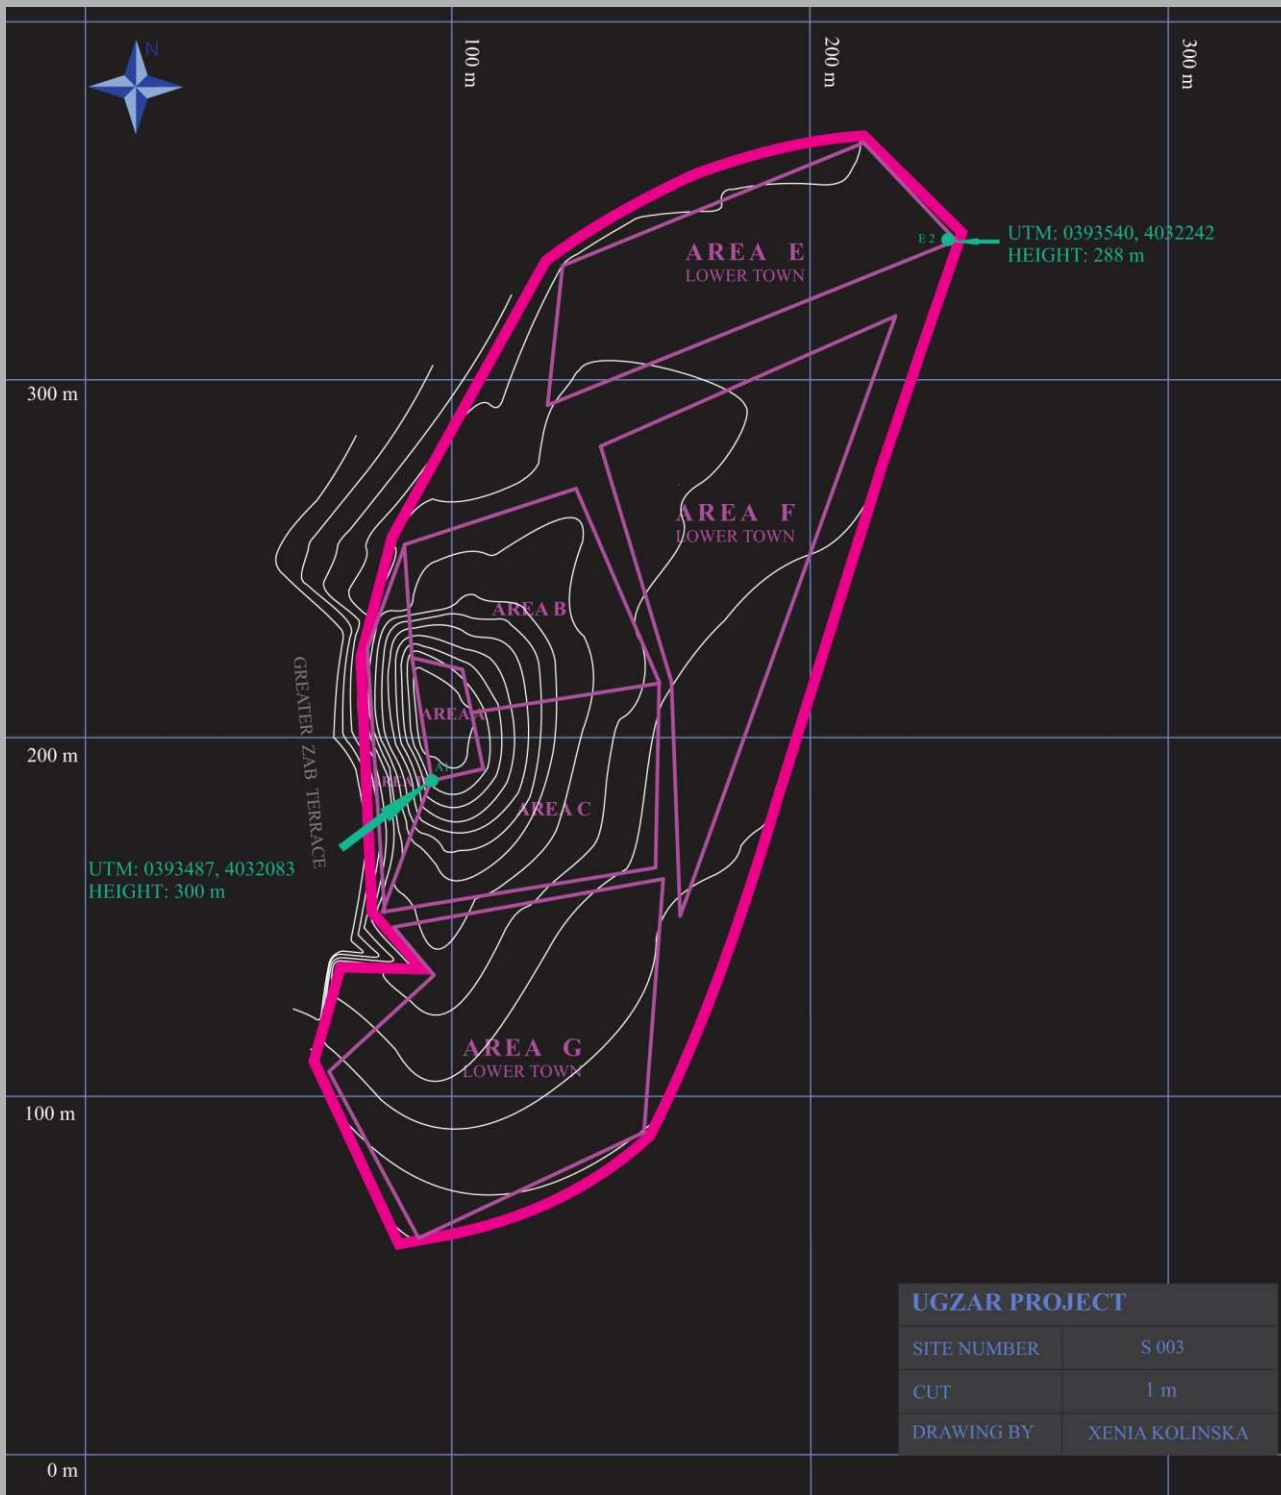 N
100 m
200 m
300 m
E 2
UTM: 0393540, 4032242
HEIGHT: 288 m
AREA E
LOWER TOWN
300 m
AREA F
LOWER TOWN
AREA B
GREATER ZAB TERRACE
AREA A
200 m
AREA
AREA C
UTM: 0393487, 4032083
HEIGHT: 300 m
AREA G
LOWER TOWN
100 m
UGZAR PROJECT
SITE NUMBER S 003
CUT 1 m
DRAWING BY XENIA KOLINSKA
0 m